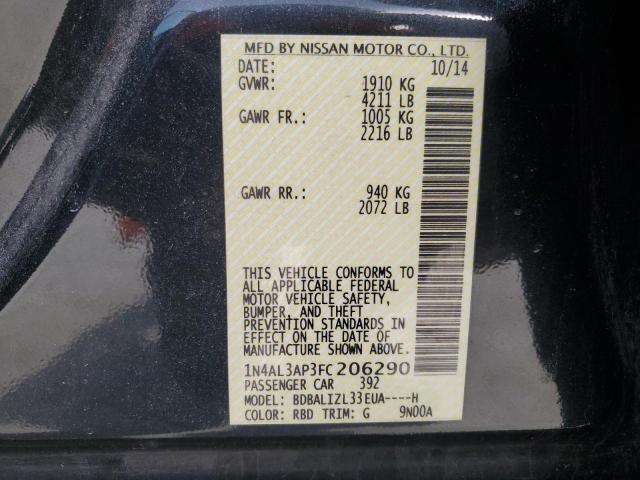 MFD BY NISSAN MOTOR CO., LTD.
DATE: 10/14
GVWR: 1910 KG
4211 LB
GAWR FR.: 1005 KG
2216 LB
GAWR RR.: 940 KG
2072 LB
THIS VEHICLE CONFORMS TO
ALL APPLICABLE FEDERAL
MOTOR VEHICLE SAFETY,
BUMPER, AND THEFT
PREVENTION STANDARDS IN
EFFECT ON THE DATE OF
MANUFACTURE SHOWN ABOVE.
1N4AL3AP3FC206290
PASSENGER CAR 392
MODEL: BDBALIZL33EUA----H
COLOR: RBD TRIM: G 9N00A